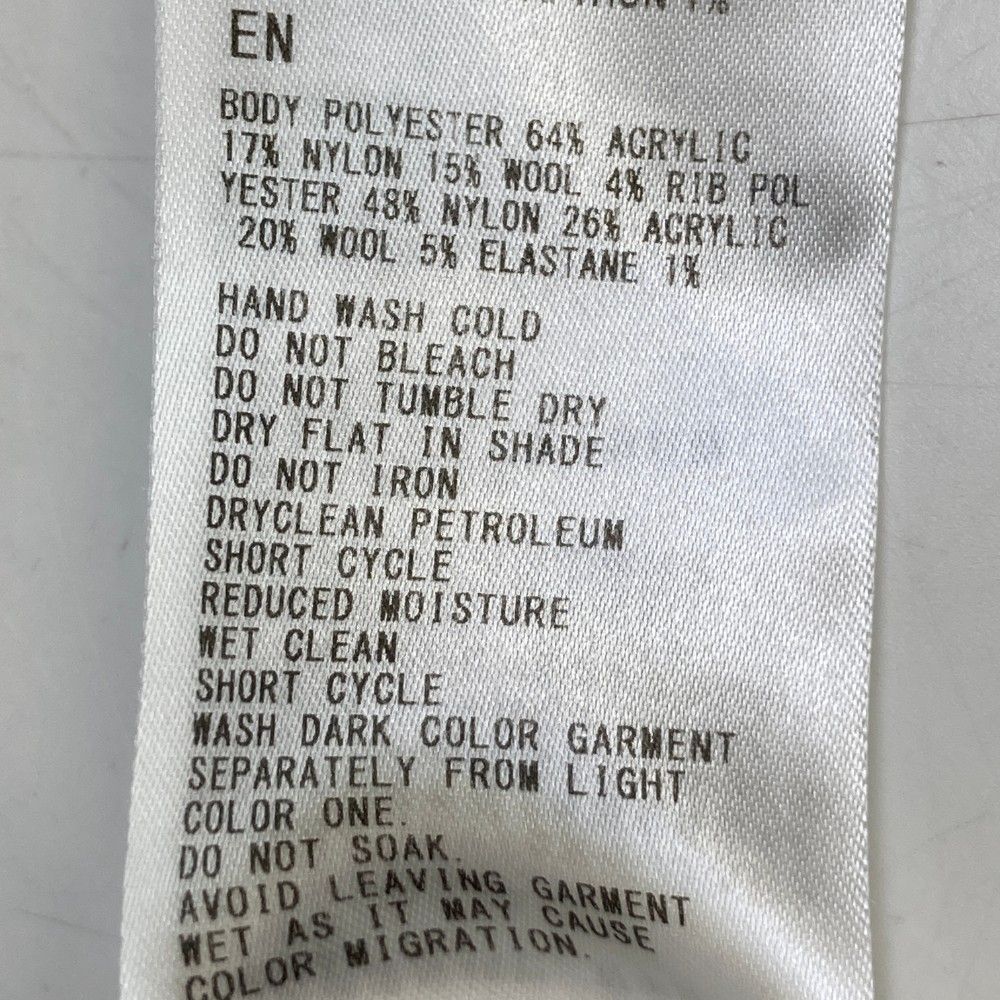 1%
EN
BODY POLYESTER 64% ACRYLIC
17% NYLON 15% WOOL 4% RIB POL
YESTER 48% NYLON 26% ACRYLIC
20% WOOL 5% ELASTANE 1%
HAND WASH COLD
DO NOT BLEACH
DO NOT TUMBLE DRY
DRY FLAT IN SHADE
DO NOT IRON
DRYCLEAN PETROLEUM
SHORT CYCLE
REDUCED MOISTURE
WET CLEAN
SHORT CYCLE
WASH DARK COLOR GARMENT
SEPARATELY FROM LIGHT
COLOR ONE.
DO NOT SOAK.
AVOID LEAVING GARMENT
WET AS IT MAY CAUSE
COLOR MIGRATION.